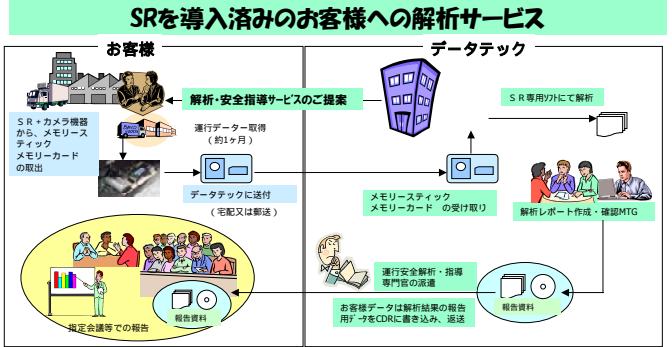 SRを導入済みのお客様への解析サービス
お客様
データテック
解析・安全指導サービスのご提案
ＳＲ専用ｿﾌﾄにて解析
ＳＲ＋カメラ機器
から、メモリース
ティック
メモリーカード
の取出
運行データー取得
（約1ヶ月）
データテックに送付
（宅配又は郵送）
メモリースティック
メモリーカード の受け取り
解析レポート作成・確認MTG
運行安全解析・指導
専門官の派遣
お客様データは解析結果の報告
用ﾃﾞｰﾀをCDRに書き込み、返送
報告資料
報告資料
指定会議等での報告